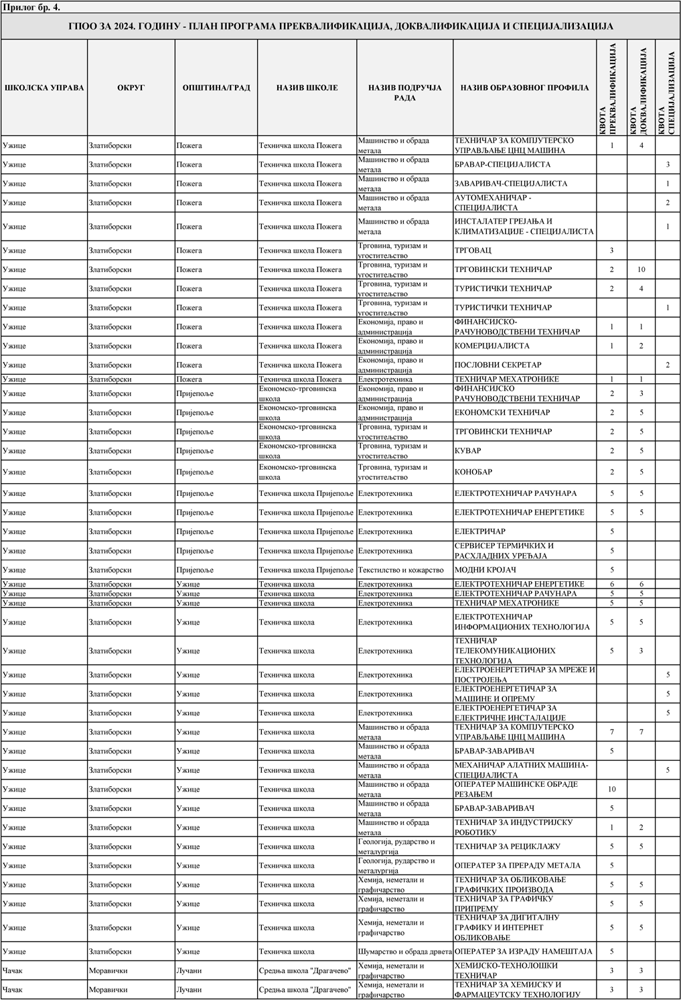 Прилог бр. 4.
ГПОО ЗА 2024. ГОДИНУ - ПЛАН ПРОГРАМА ПРЕКВАЛИФИКАЦИЈА, ДОКВАЛИФИКАЦИЈА И СПЕЦИЈАЛИЗАЦИЈА
ШКОЛСКА УПРАВА ОКРУГ ОПШТИНА/ГРАД НАЗИВ ШКОЛЕ НАЗИВ ПОДРУЧЈА РАДА НАЗИВ ОБРАЗОВНОГ ПРОФИЛА КВОТА ПРЕКВАЛИФИКАЦИЈА КВОТА ДОКВАЛИФИКАЦИЈА КВОТА СПЕЦИЈАЛИЗАЦИЈА
Ужице Златиборски Пожега Техничка школа Пожега Машинство и обрада метала ТЕХНИЧАР ЗА КОМПЈУТЕРСКО УПРАВЉАЊЕ ЦНЦ МАШИНА 1 4
Ужице Златиборски Пожега Техничка школа Пожега Машинство и обрада метала БРАВАР-СПЕЦИЈАЛИСТА 3
Ужице Златиборски Пожега Техничка школа Пожега Машинство и обрада метала ЗАВАРИВАЧ-СПЕЦИЈАЛИСТА 1
Ужице Златиборски Пожега Техничка школа Пожега Машинство и обрада метала АУТОМЕХАНИЧАР - СПЕЦИЈАЛИСТА 2
Ужице Златиборски Пожега Техничка школа Пожега Машинство и обрада метала ИНСТАЛАТЕР ГРЕЈАЊА И КЛИМАТИЗАЦИЈЕ - СПЕЦИЈАЛИСТА 1
Ужице Златиборски Пожега Техничка школа Пожега Трговина, туризам и угоститељство ТРГОВАЦ 3
Ужице Златиборски Пожега Техничка школа Пожега Трговина, туризам и угоститељство ТРГОВИНСКИ ТЕХНИЧАР 2 10
Ужице Златиборски Пожега Техничка школа Пожега Трговина, туризам и угоститељство ТУРИСТИЧКИ ТЕХНИЧАР 2 4
Ужице Златиборски Пожега Техничка школа Пожега Трговина, туризам и угоститељство ТУРИСТИЧКИ ТЕХНИЧАР 1
Ужице Златиборски Пожега Техничка школа Пожега Економија, право и администрација ФИНАНСИЈСКО-РАЧУНОВОДСТВЕНИ ТЕХНИЧАР 1 1
Ужице Златиборски Пожега Техничка школа Пожега Економија, право и администрација КОМЕРЦИЈАЛИСТА 1 2
Ужице Златиборски Пожега Техничка школа Пожега Економија, право и администрација ПОСЛОВНИ СЕКРЕТАР 2
Ужице Златиборски Пожега Техничка школа Пожега Електротехника ТЕХНИЧАР МЕХАТРОНИКЕ 1 1
Ужице Златиборски Пријепоље Економско-трговинска школа Економија, право и администрација ФИНАНСИЈСКО РАЧУНОВОДСТВЕНИ ТЕХНИЧАР 2 3
Ужице Златиборски Пријепоље Економско-трговинска школа Економија, право и администрација ЕКОНОМСКИ ТЕХНИЧАР 2 5
Ужице Златиборски Пријепоље Економско-трговинска школа Трговина, туризам и угоститељство ТРГОВИНСКИ ТЕХНИЧАР 2 5
Ужице Златиборски Пријепоље Економско-трговинска школа Трговина, туризам и угоститељство КУВАР 2 5
Ужице Златиборски Пријепоље Економско-трговинска школа Трговина, туризам и угоститељство КОНОБАР 2 5
Ужице Златиборски Пријепоље Техничка школа Пријепоље Електротехника ЕЛЕКТРОТЕХНИЧАР РАЧУНАРА 5 5
Ужице Златиборски Пријепоље Техничка школа Пријепоље Електротехника ЕЛЕКТРОТЕХНИЧАР ЕНЕРГЕТИКЕ 5 5
Ужице Златиборски Пријепоље Техничка школа Пријепоље Електротехника ЕЛЕКТРИЧАР 5
Ужице Златиборски Пријепоље Техничка школа Пријепоље Електротехника СЕРВИСЕР ТЕРМИЧКИХ И РАСХЛАДНИХ УРЕЂАЈА 5
Ужице Златиборски Пријепоље Техничка школа Пријепоље Текстилство и кожарство МОДНИ КРОЈАЧ 5
Ужице Златиборски Ужице Техничка школа Електротехника ЕЛЕКТРОТЕХНИЧАР ЕНЕРГЕТИКЕ 6 6
Ужице Златиборски Ужице Техничка школа Електротехника ЕЛЕКТРОТЕХНИЧАР РАЧУНАРА 5 5
Ужице Златиборски Ужице Техничка школа Електротехника ТЕХНИЧАР МЕХАТРОНИКЕ 5 5
Ужице Златиборски Ужице Техничка школа Електротехника ЕЛЕКТРОТЕХНИЧАР ИНФОРМАЦИОНИХ ТЕХНОЛОГИЈА 5 5
Ужице Златиборски Ужице Техничка школа Електротехника ТЕХНИЧАР ТЕЛЕКОМУНИКАЦИОНИХ ТЕХНОЛОГИЈА 5 3
Ужице Златиборски Ужице Техничка школа Електротехника ЕЛЕКТРОЕНЕРГЕТИЧАР ЗА МРЕЖЕ И ПОСТРОЈЕЊА 5
Ужице Златиборски Ужице Техничка школа Електротехника ЕЛЕКТРОЕНЕРГЕТИЧАР ЗА МАШИНЕ И ОПРЕМУ 5
Ужице Златиборски Ужице Техничка школа Електротехника ЕЛЕКТРОЕНЕРГЕТИЧАР ЗА ЕЛЕКТРИЧНЕ ИНСТАЛАЦИЈЕ 5
Ужице Златиборски Ужице Техничка школа Машинство и обрада метала ТЕХНИЧАР ЗА КОМПЈУТЕРСКО УПРАВЉАЊЕ ЦНЦ МАШИНА 7 7
Ужице Златиборски Ужице Техничка школа Машинство и обрада метала БРАВАР-ЗАВАРИВАЧ 5
Ужице Златиборски Ужице Техничка школа Машинство и обрада метала МЕХАНИЧАР АЛАТНИХ МАШИНА-СПЕЦИЈАЛИСТА 5
Ужице Златиборски Ужице Техничка школа Машинство и обрада метала ОПЕРАТЕР МАШИНСКЕ ОБРАДЕ РЕЗАЊЕМ 10
Ужице Златиборски Ужице Техничка школа Машинство и обрада метала БРАВАР-ЗАВАРИВАЧ 5
Ужице Златиборски Ужице Техничка школа Машинство и обрада метала ТЕХНИЧАР ЗА ИНДУСТРИЈСКУ РОБОТИКУ 1 2
Ужице Златиборски Ужице Техничка школа Геологија, рударство и металургија ТЕХНИЧАР ЗА РЕЦИКЛАЖУ 5 5
Ужице Златиборски Ужице Техничка школа Геологија, рударство и металургија ОПЕРАТЕР ЗА ПРЕРАДУ МЕТАЛА 5
Ужице Златиборски Ужице Техничка школа Хемија, неметали и графичарство ТЕХНИЧАР ЗА ОБЛИКОВАЊЕ ГРАФИЧКИХ ПРОИЗВОДА 5 5
Ужице Златиборски Ужице Техничка школа Хемија, неметали и графичарство ТЕХНИЧАР ЗА ГРАФИЧКУ ПРИПРЕМУ 5 5
Ужице Златиборски Ужице Техничка школа Хемија, неметали и графичарство ТЕХНИЧАР ЗА ДИГИТАЛНУ ГРАФИКУ И ИНТЕРНЕТ ОБЛИКОВАЊЕ 5 5
Ужице Златиборски Ужице Техничка школа Шумарство и обрада дрвета ОПЕРАТЕР ЗА ИЗРАДУ НАМЕШТАЈА 5
Чачак Моравички Лучани Средња школа "Драгачево" Хемија, неметали и графичарство ХЕМИЈСКО-ТЕХНОЛОШКИ ТЕХНИЧАР 3 3
Чачак Моравички Лучани Средња школа "Драгачево" Хемија, неметали и графичарство ТЕХНИЧАР ЗА ХЕМИЈСКУ И ФАРМАЦЕУТСКУ ТЕХНОЛОГИЈУ 3 3